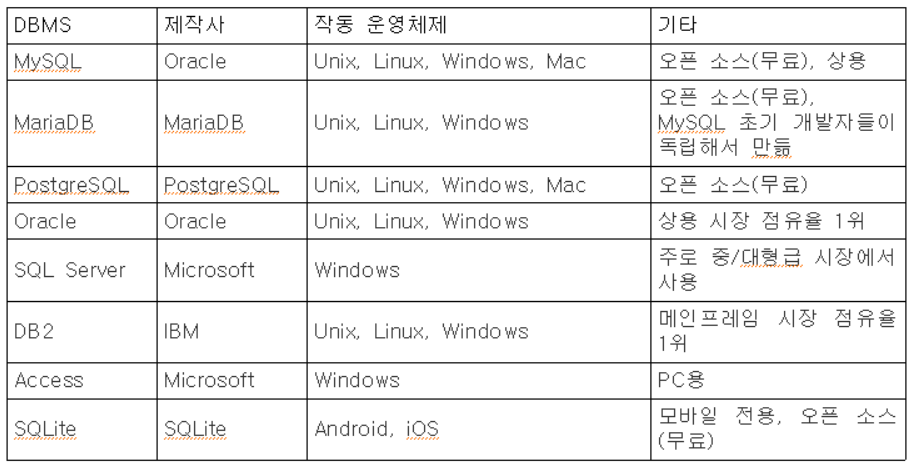 DBMS 제작사 작동 운영체제 기타
MySQL Oracle Unix, Linux, Windows, Mac 오픈 소스(무료), 상용
MariaDB MariaDB Unix, Linux, Windows 오픈 소스(무료),
MySQL 초기 개발자들이
독립해서 만듦
PostgreSQL PostgreSQL Unix, Linux, Windows, Mac 오픈 소스(무료)
Oracle Oracle Unix, Linux, Windows 상용 시장 점유율 1위
SQL Server Microsoft Windows 주로 중/대형급 시장에서
사용
DB2 IBM Unix, Linux, Windows 메인프레임 시장 점유율
1위
Access Microsoft Windows PC용
SQLite SQLite Android, iOS 모바일 전용, 오픈 소스
(무료)